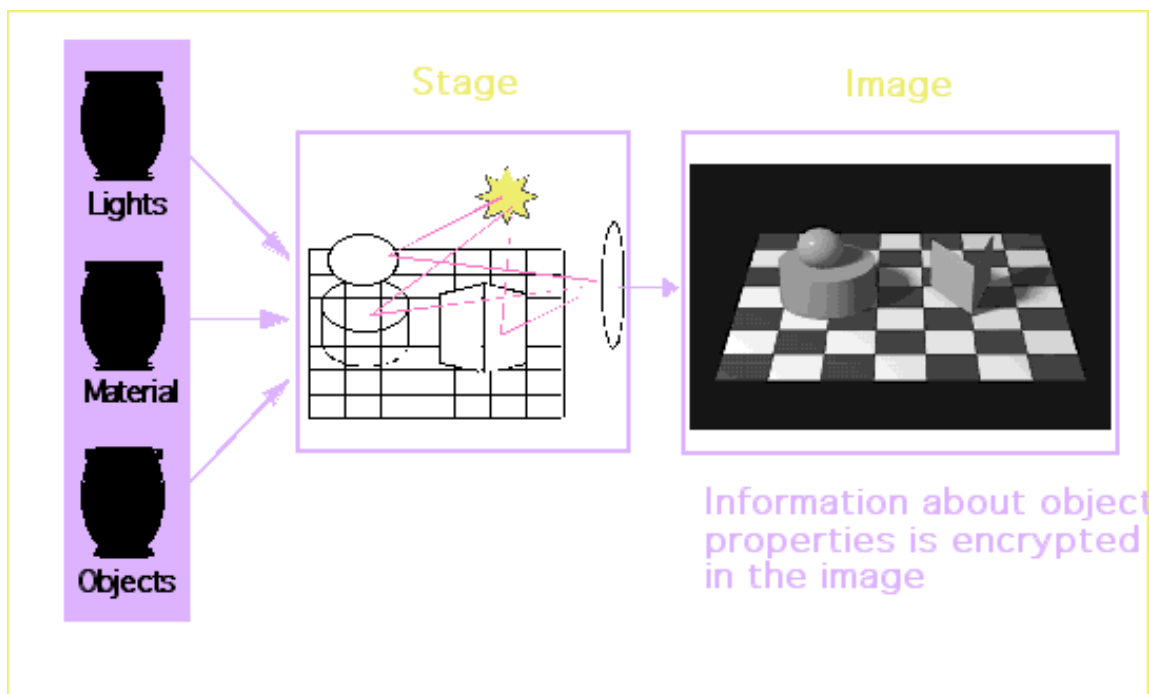 Stage
Image
Lights
Material
Objects
Information about object
properties is encrypted
in the image